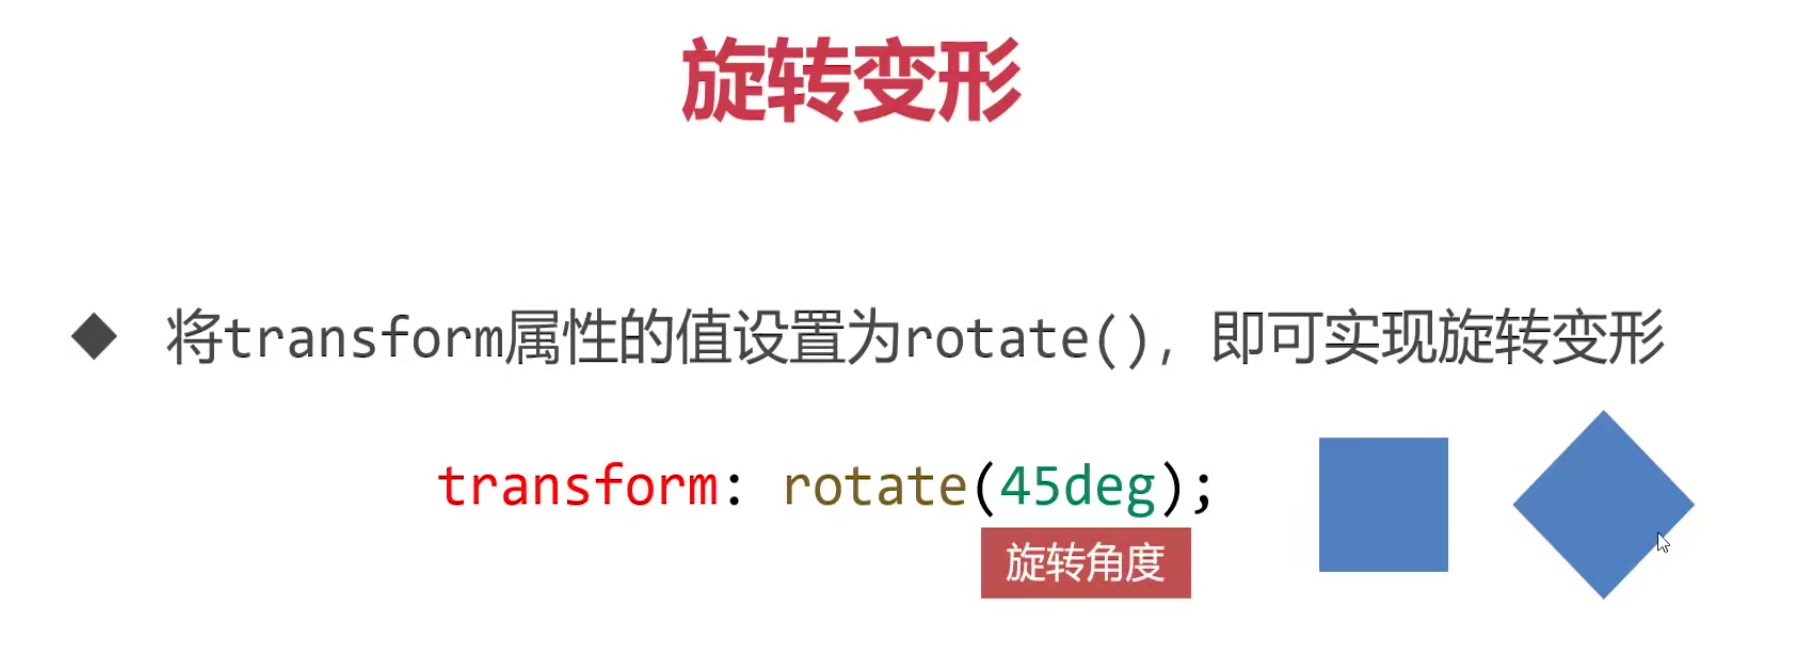 旋转变形
将transform属性的值设置为rotate()，即可实现旋转变形
transform: rotate(45deg);
旋转角度